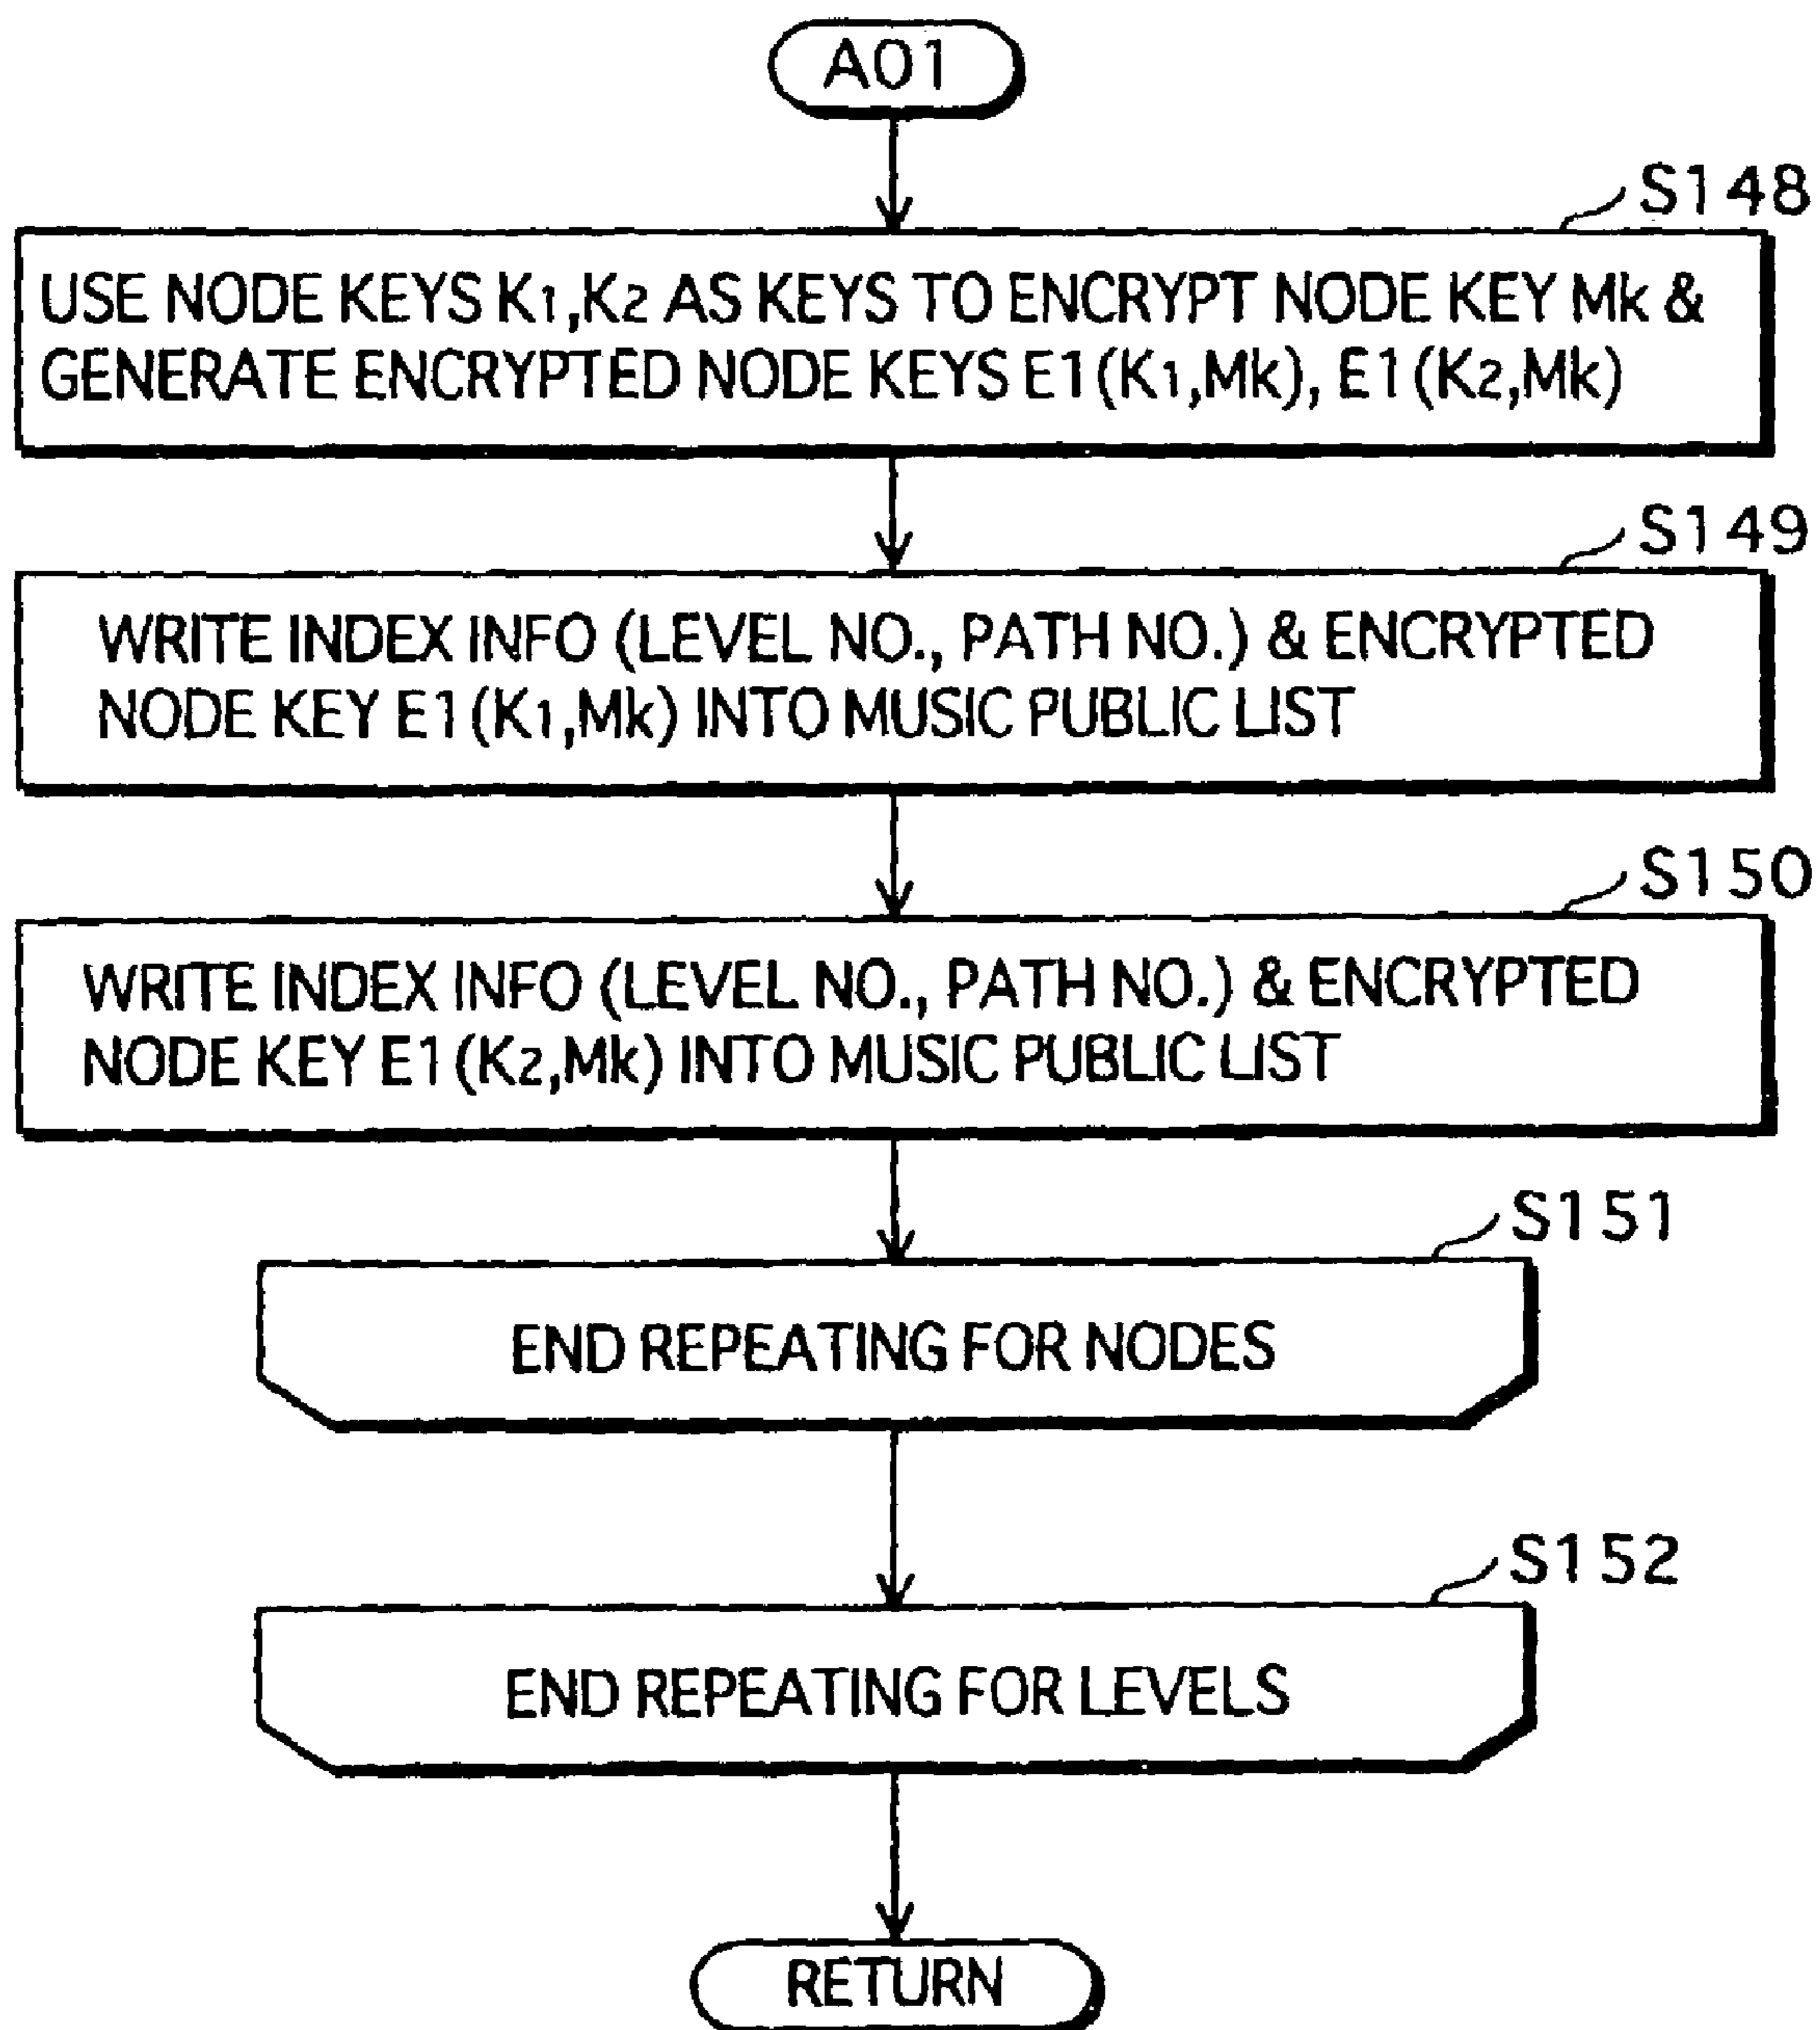 A01
S148
USE NODE KEYS K1,K2 AS KEYS TO ENCRYPT NODE KEY Mk &
GENERATE ENCRYPTED NODE KEYS E1(K1,Mk), E1(K2,Mk)
S149
WRITE INDEX INFO (LEVEL NO., PATH NO.) & ENCRYPTED
NODE KEY E1(K1,Mk) INTO MUSIC PUBLIC LIST
S150
WRITE INDEX INFO (LEVEL NO., PATH NO.) & ENCRYPTED
NODE KEY E1(K2,Mk) INTO MUSIC PUBLIC LIST
S151
END REPEATING FOR NODES
S152
END REPEATING FOR LEVELS
RETURN